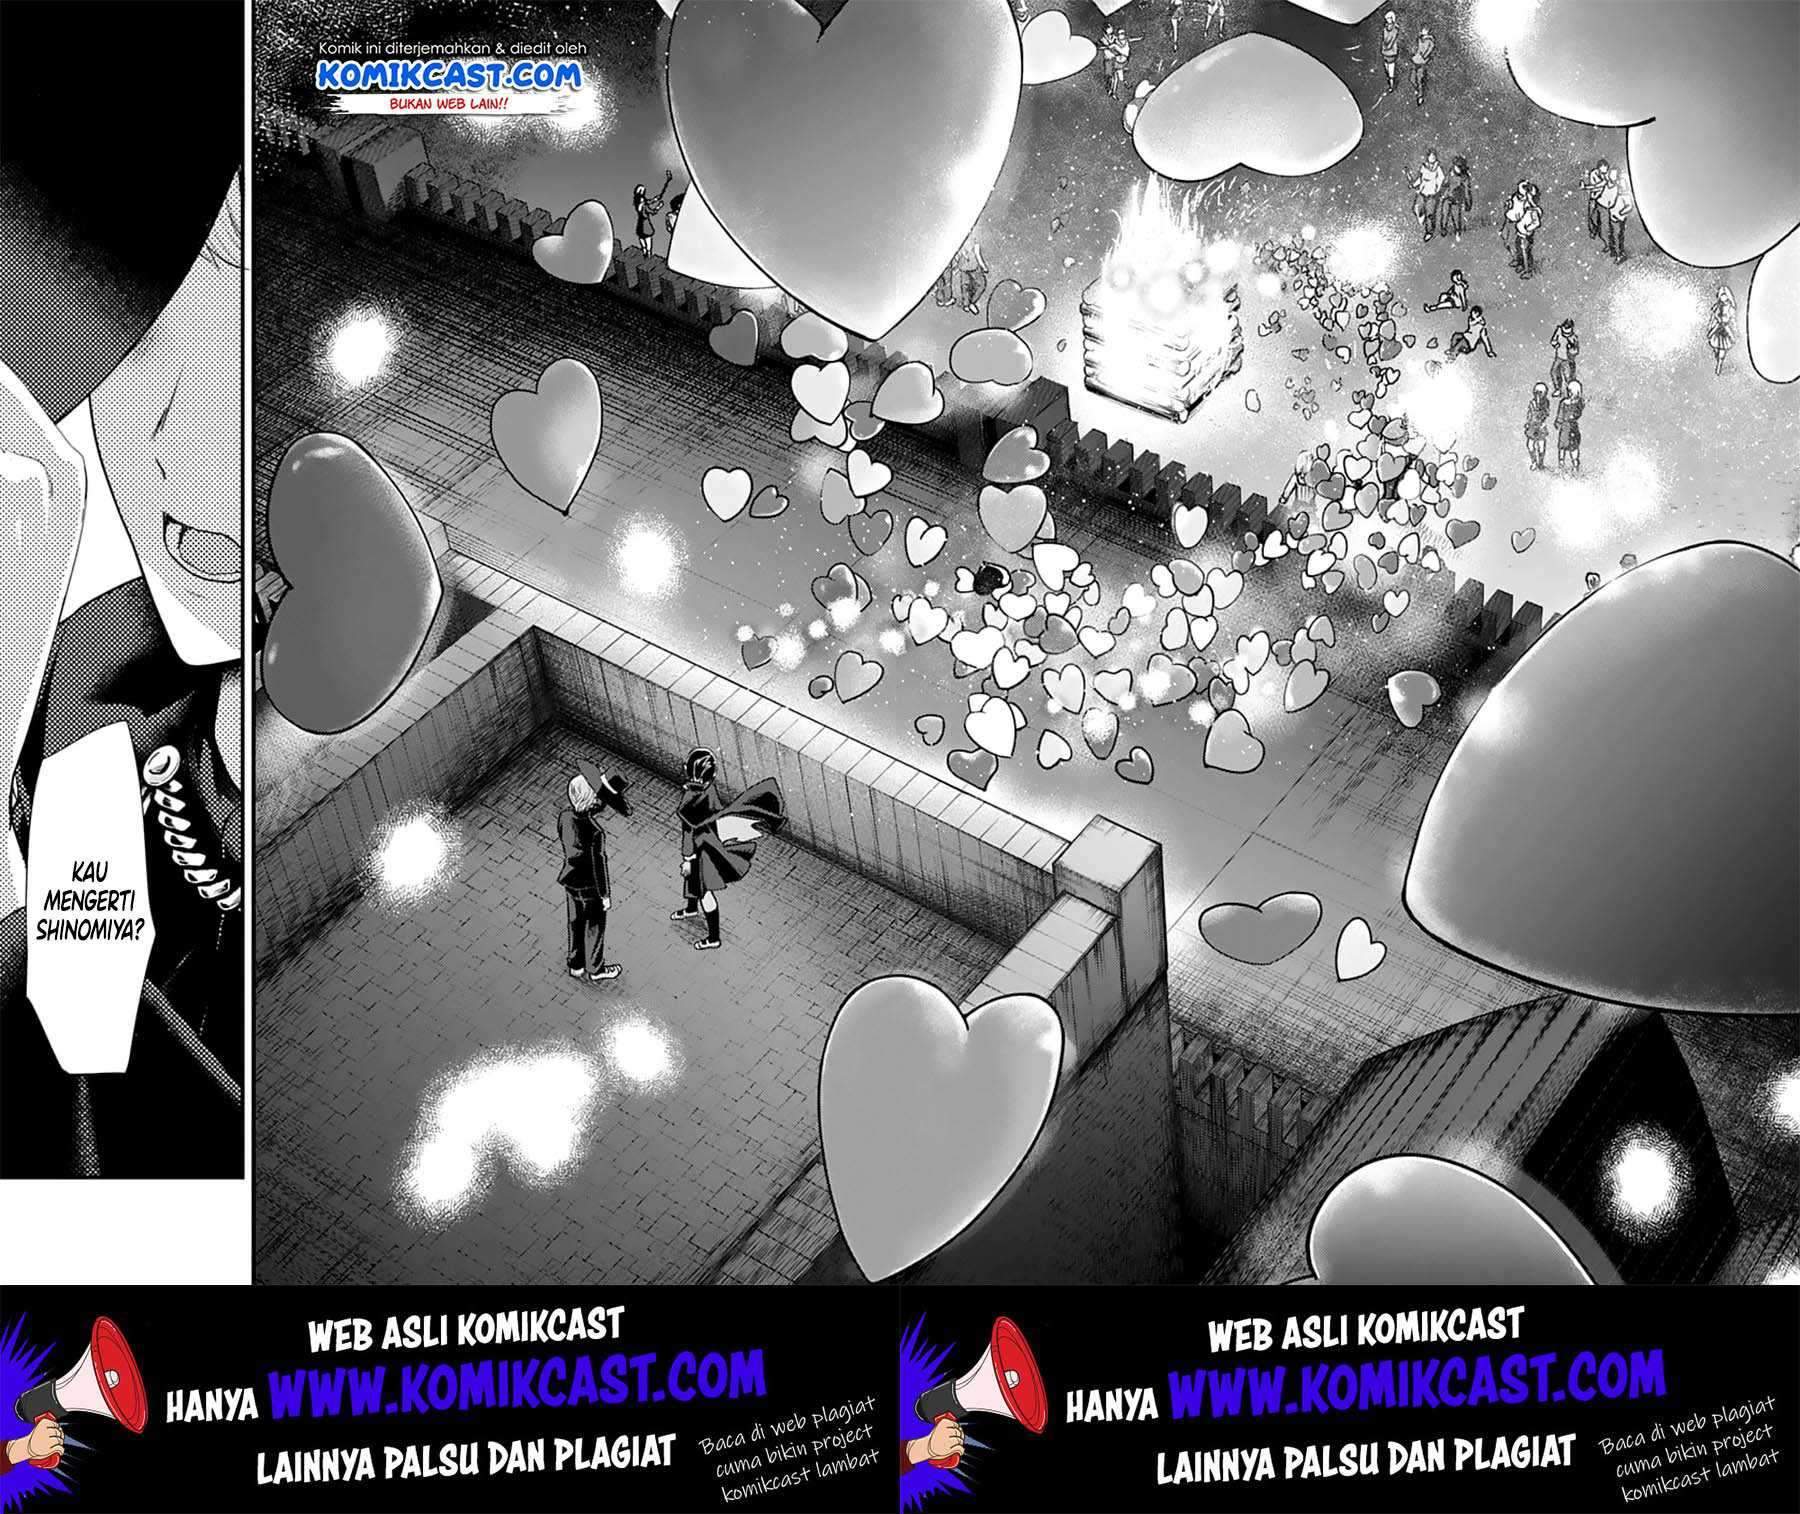 Komik ini diterjemahkan & diedit oleh
KOMIKCAST.COM
BUKAN WEB LAIN!!
KAU
MENGERTI
SHINOMIYA?
WEB ASLI KOMIKCAST
HANYA WWW.KOMIKCAST.COM
LAINNYA PALSU DAN PLAGIAT
Baca di web plagiat
cuma bikin project
komikcast lambat
WEB ASLI KOMIKCAST
HANYA WWW.KOMIKCAST.COM
LAINNYA PALSU DAN PLAGIAT
Baca di web plagiat
cuma bikin project
komikcast lambat